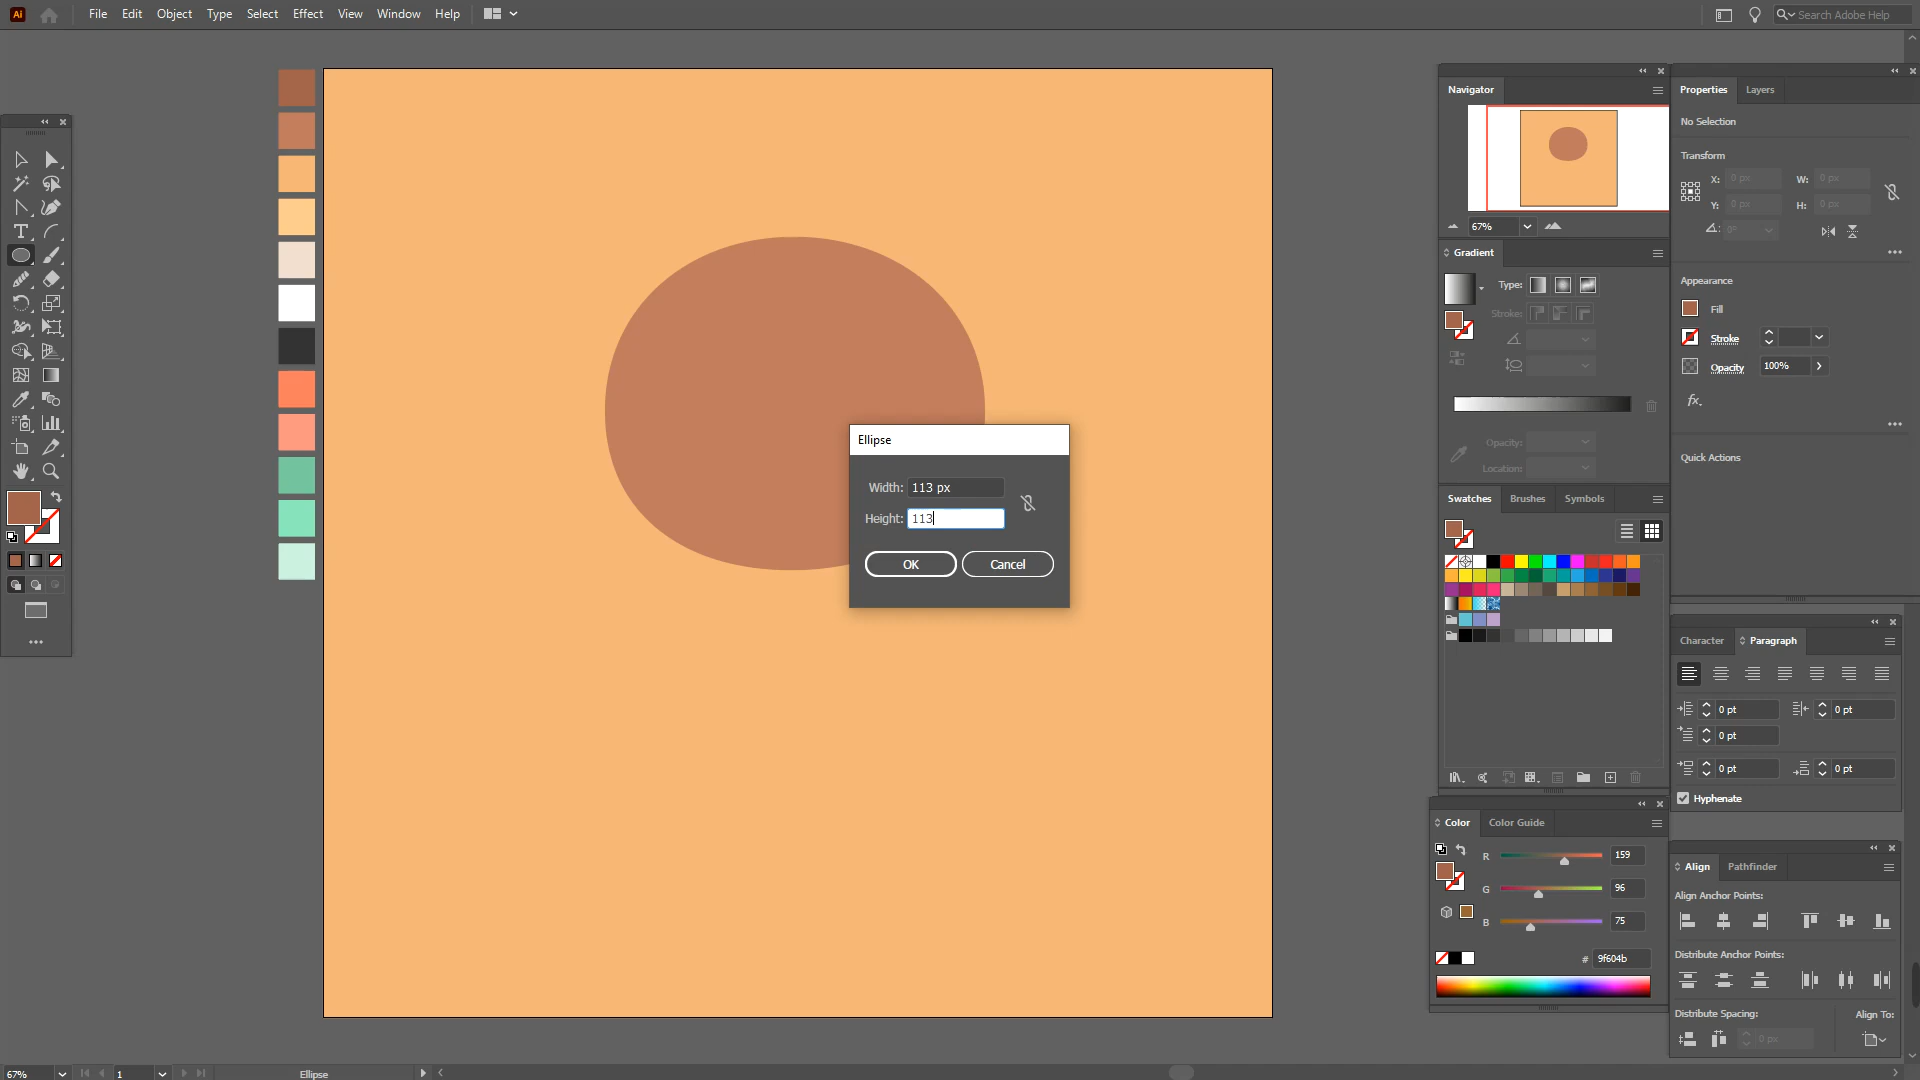 Ai File Edit Object Type Select Effect View Window Help Search Adobe Help
Navigator
67%
Gradient
Type:
Stroke:
Opacity:
Location:
Swatches Brushes Symbols
Color Color Guide
R 159
G 96
B 75
# 9f604b
Properties Layers
No Selection
Transform
X: 0 px W: 0 px
Y: 0 px H: 0 px
0°
Appearance
Fill
Stroke
Opacity 100%
fx.
Quick Actions
Character Paragraph
0 pt 0 pt
0 pt
0 pt 0 pt
Hyphenate
Align Pathfinder
Align Anchor Points:
Distribute Anchor Points:
Distribute Spacing: Align To:
0 px
Ellipse
Width: 113 px
Height: 113
OK Cancel
T
67% 1 Ellipse